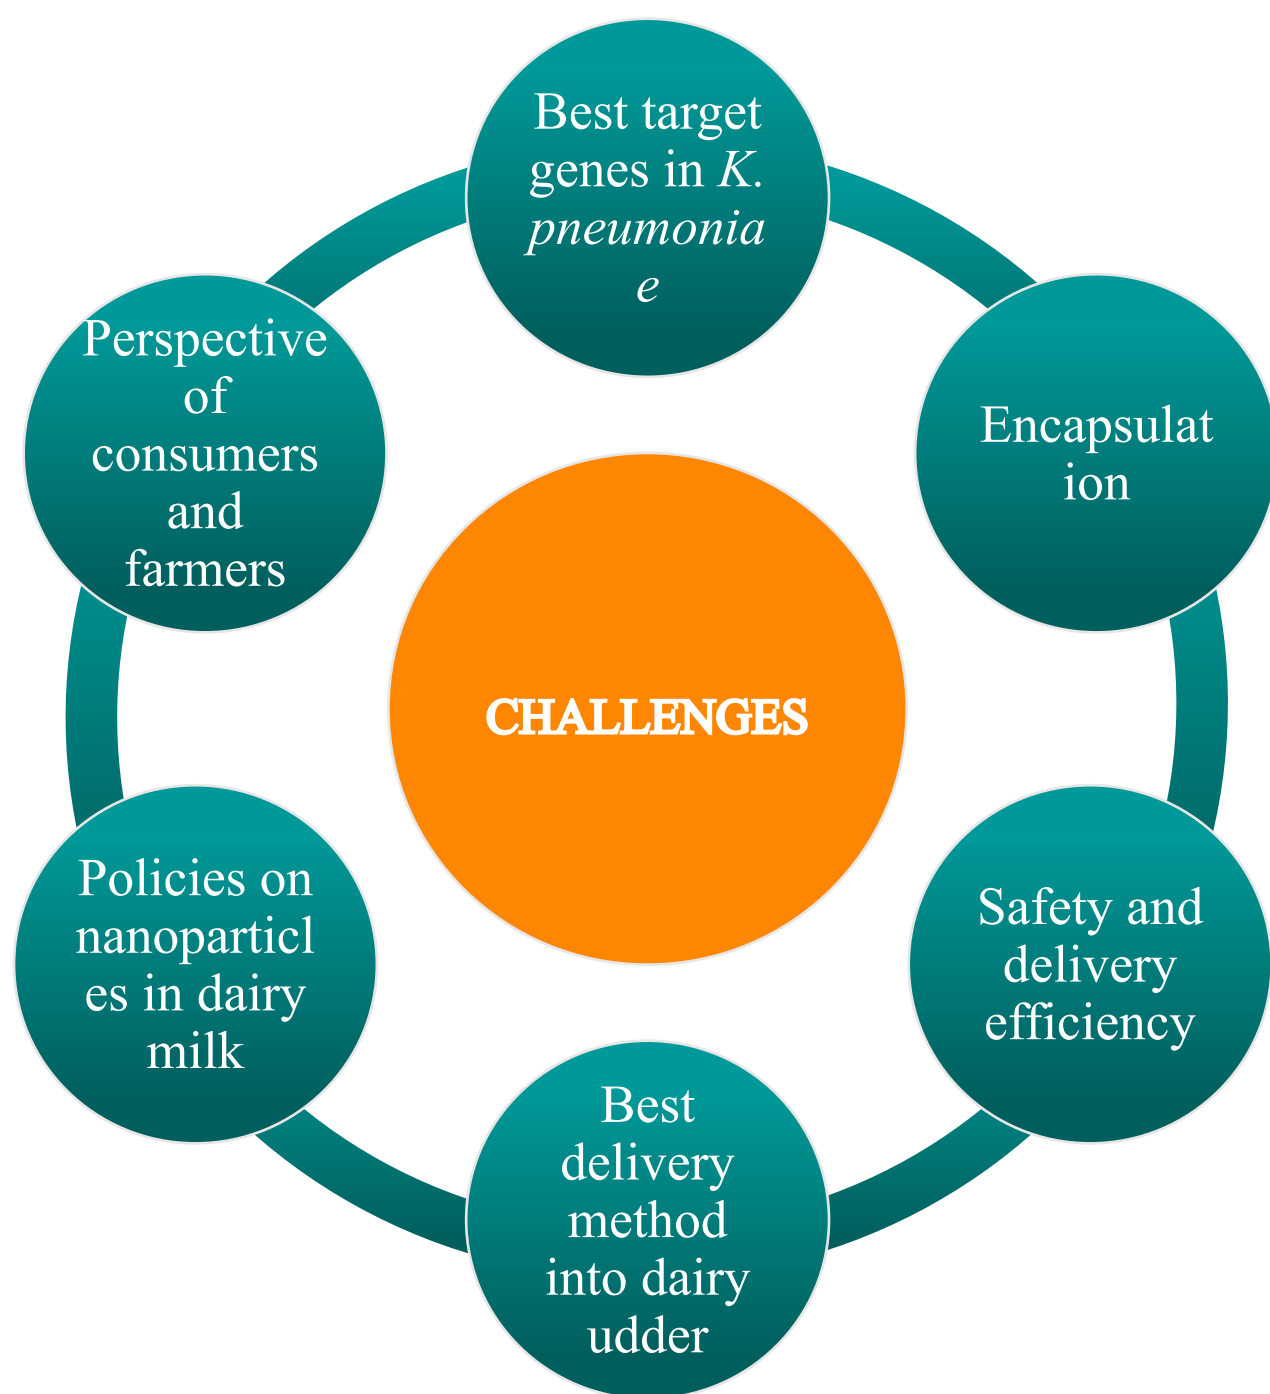 Best target
genes in K.
pneumonia
e
Encapsulat
ion
Safety and
delivery
efficiency
Best
delivery
method
into dairy
udder
Policies on
nanoparticl
es in dairy
milk
Perspective
of
consumers
and
farmers
CHALLENGES